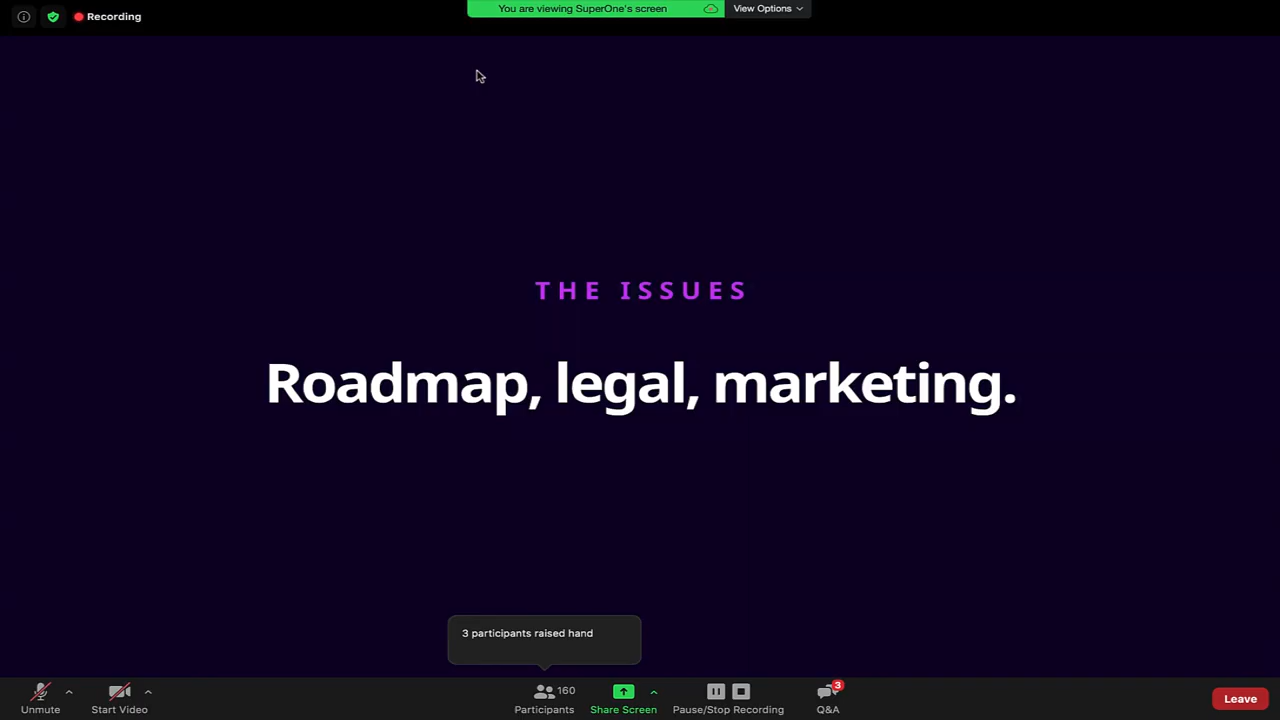 Recording
You are viewing SuperOne's screen
View Options
THE ISSUES
Roadmap, legal, marketing.
3 participants raised hand
160
3
Unmute
Start Video
Participants
Share Screen
Pause/Stop Recording
Q&A
Leave